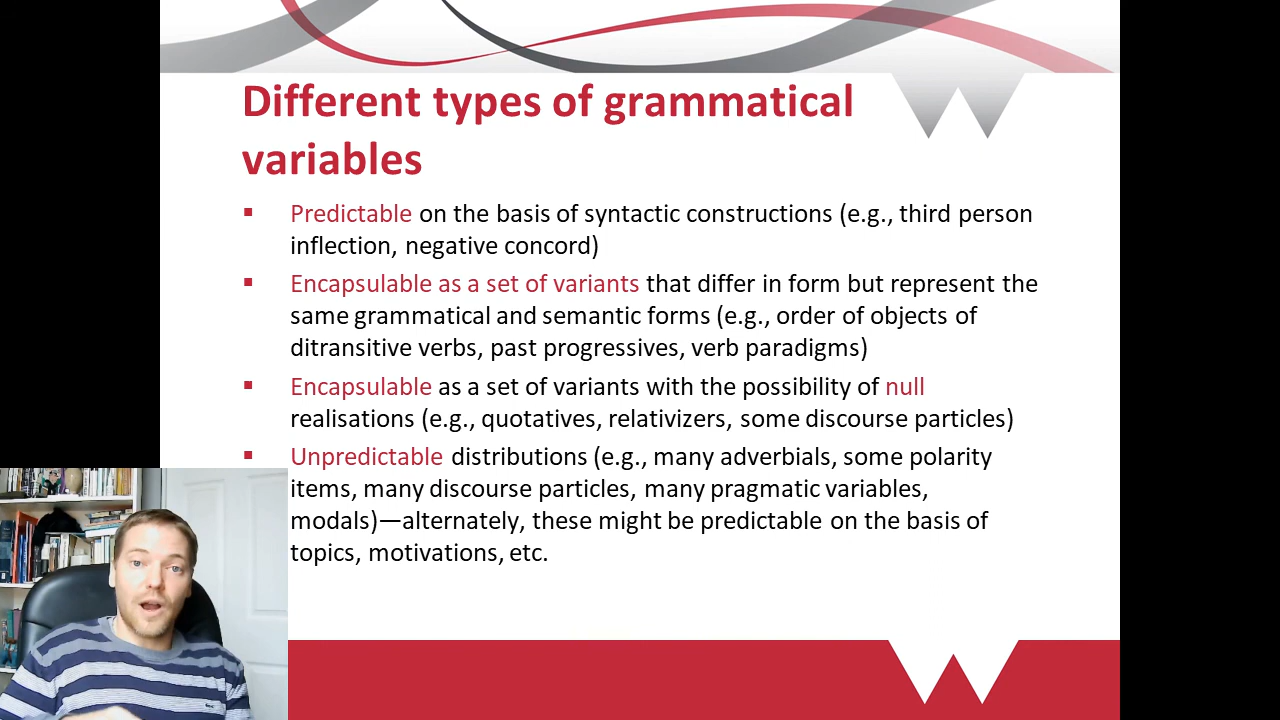 Different types of grammatical
variables
▪ Predictable on the basis of syntactic constructions (e.g., third person
inflection, negative concord)
▪ Encapsulable as a set of variants that differ in form but represent the
same grammatical and semantic forms (e.g., order of objects of
ditransitive verbs, past progressives, verb paradigms)
▪ Encapsulable as a set of variants with the possibility of null
realisations (e.g., quotatives, relativizers, some discourse particles)
▪ Unpredictable distributions (e.g., many adverbials, some polarity
items, many discourse particles, many pragmatic variables,
modals)—alternately, these might be predictable on the basis of
topics, motivations, etc.